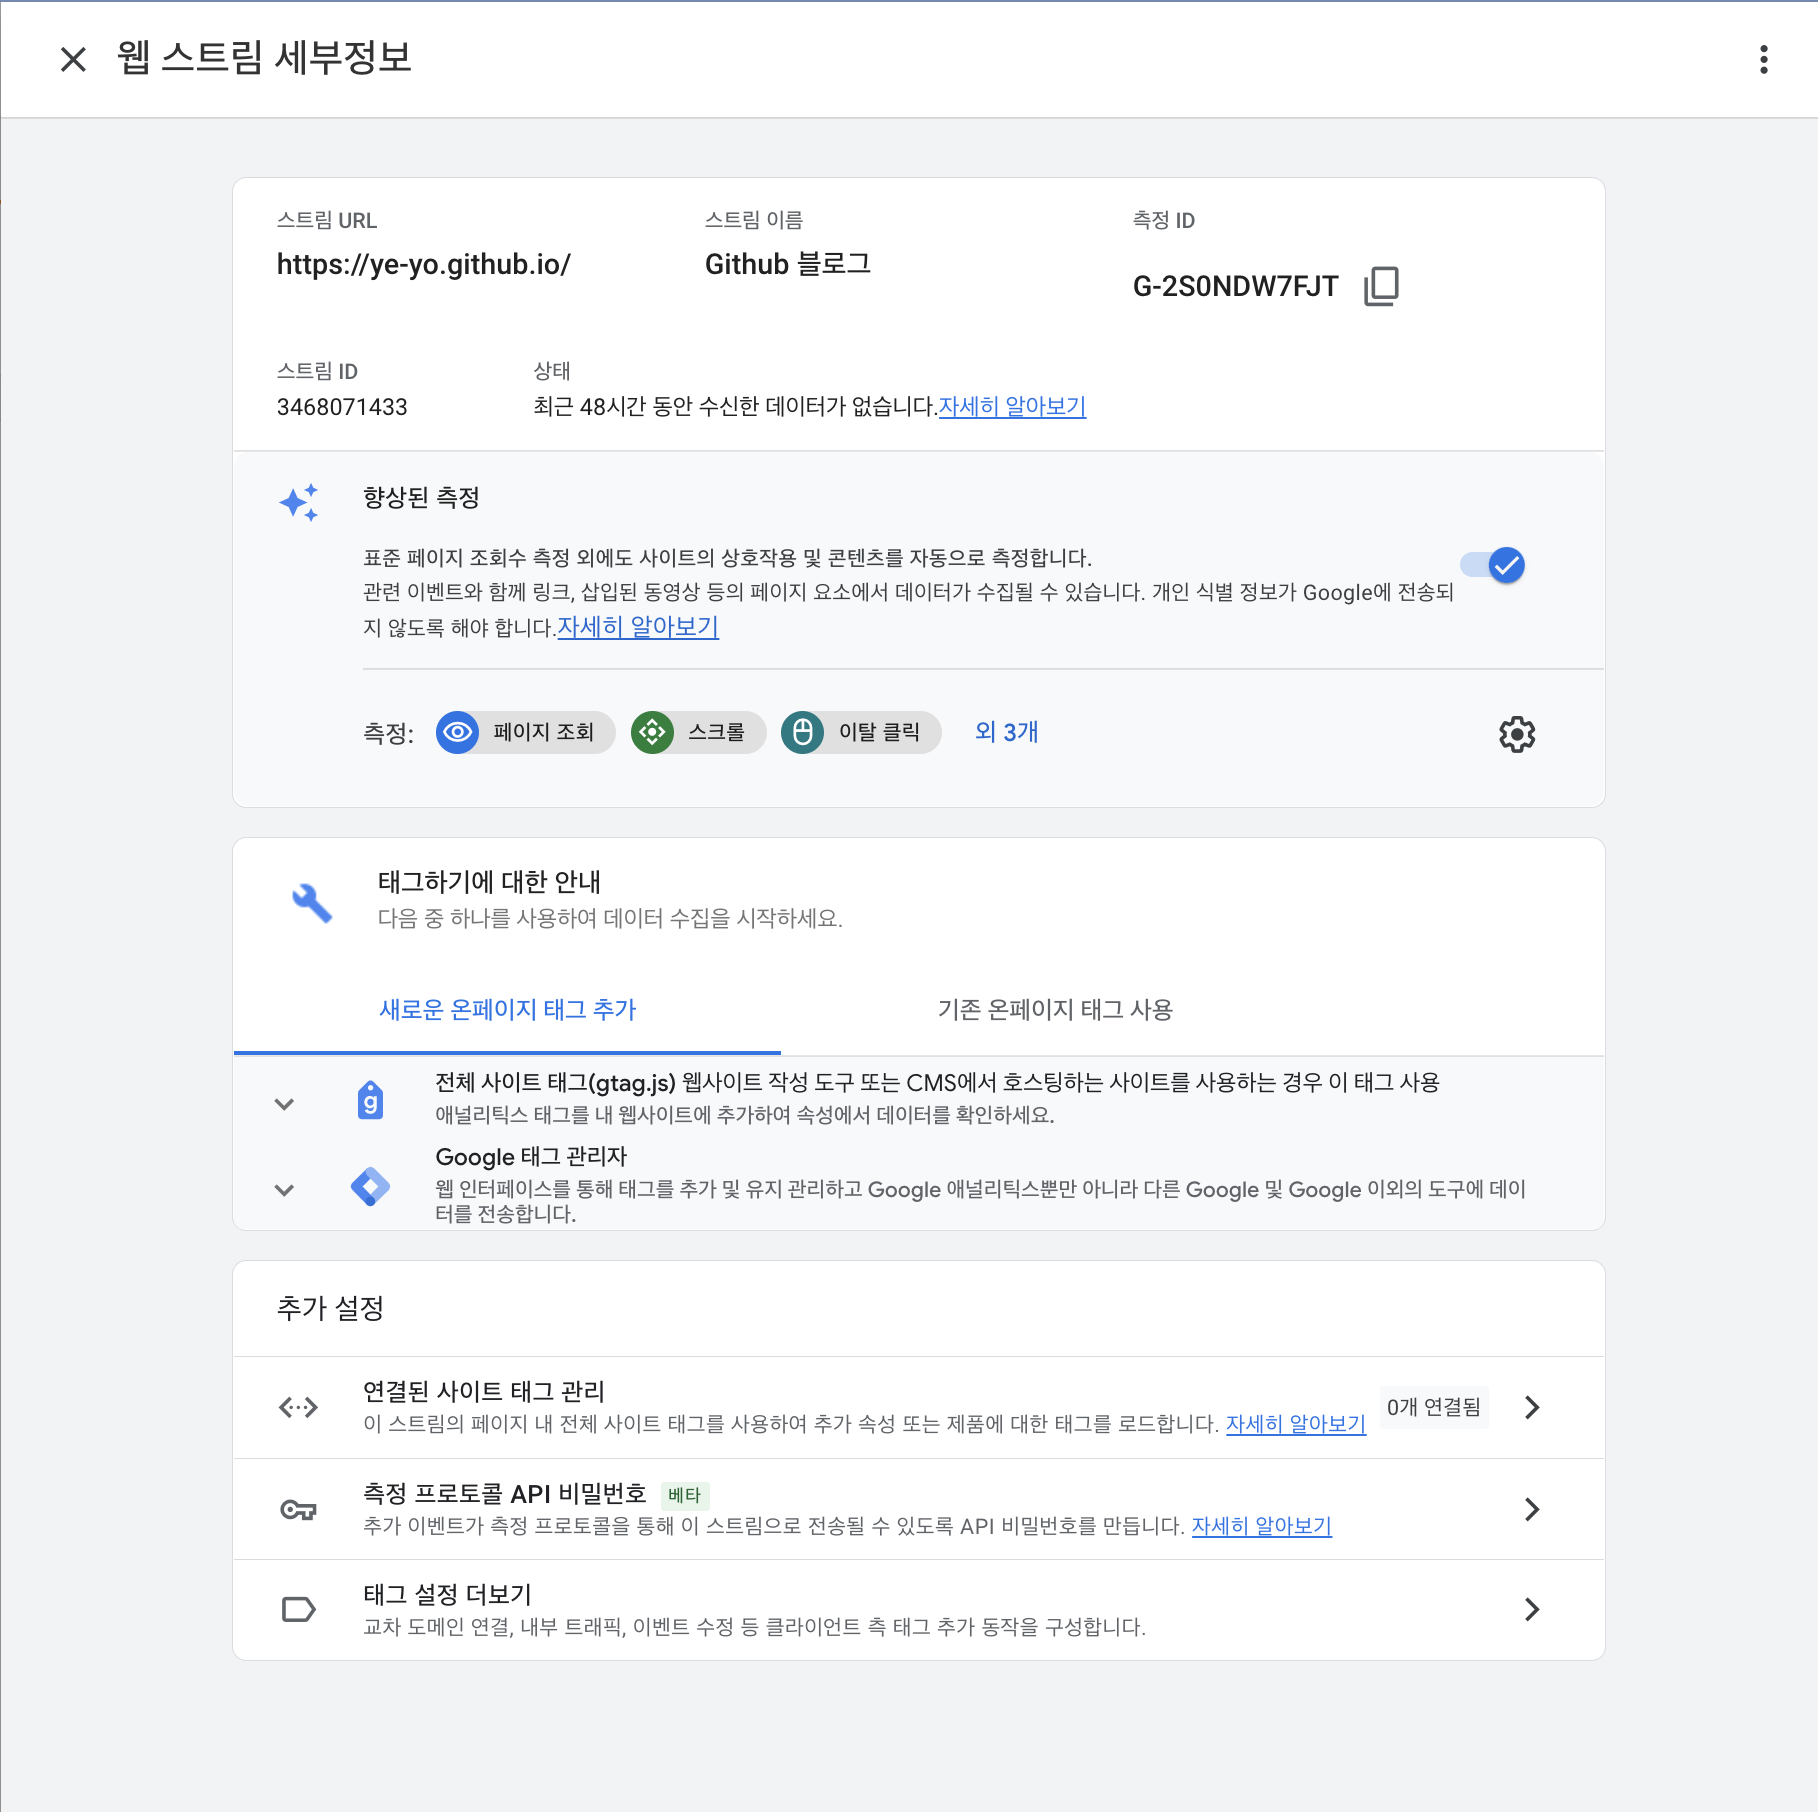 웹 스트림 세부정보
스트림 URL
스트림 이름
측정 ID
https://ye-yo.github.io/
Github 블로그
G-2S0NDW7FJT
스트림 ID
상태
3468071433
최근 48시간 동안 수신한 데이터가 없습니다.자세히 알아보기
향상된 측정
표준 페이지 조회수 측정 외에도 사이트의 상호작용 및 콘텐츠를 자동으로 측정합니다.
관련 이벤트와 함께 링크, 삽입된 동영상 등의 페이지 요소에서 데이터가 수집될 수 있습니다. 개인 식별 정보가 Google에 전송되
지 않도록 해야 합니다.자세히 알아보기
측정: 페이지 조회 스크롤 이탈 클릭 외 3개
태그하기에 대한 안내
다음 중 하나를 사용하여 데이터 수집을 시작하세요.
새로운 온페이지 태그 추가
기존 온페이지 태그 사용
전체 사이트 태그(gtag.js) 웹사이트 작성 도구 또는 CMS에서 호스팅하는 사이트를 사용하는 경우 이 태그 사용
g
애널리틱스 태그를 내 웹사이트에 추가하여 속성에서 데이터를 확인하세요.
Google 태그 관리자
웹 인터페이스를 통해 태그를 추가 및 유지 관리하고 Google 애널리틱스뿐만 아니라 다른 Google 및 Google 이외의 도구에 데이
터를 전송합니다.
추가 설정
연결된 사이트 태그 관리
이 스트림의 페이지 내 전체 사이트 태그를 사용하여 추가 속성 또는 제품에 대한 태그를 로드합니다. 자세히 알아보기
0개 연결됨
측정 프로토콜 API 비밀번호 베타
추가 이벤트가 측정 프로토콜을 통해 이 스트림으로 전송될 수 있도록 API 비밀번호를 만듭니다. 자세히 알아보기
태그 설정 더보기
교차 도메인 연결, 내부 트래픽, 이벤트 수정 등 클라이언트 측 태그 추가 동작을 구성합니다.